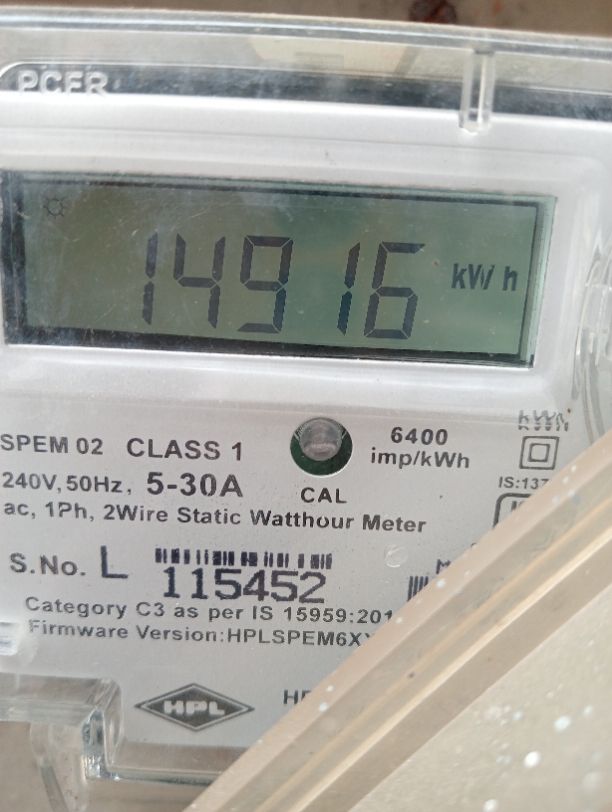 PCER
14916 kWh
6400
imp/kWh
SPEM 02 CLASS 1
240V, 50Hz, 5-30A
CAL
ac, 1Ph, 2Wire Static Watthour Meter
S.No. L 115452
Category C3 as per IS 15959:201
Firmware Version:HPLSPEM6X
HPL